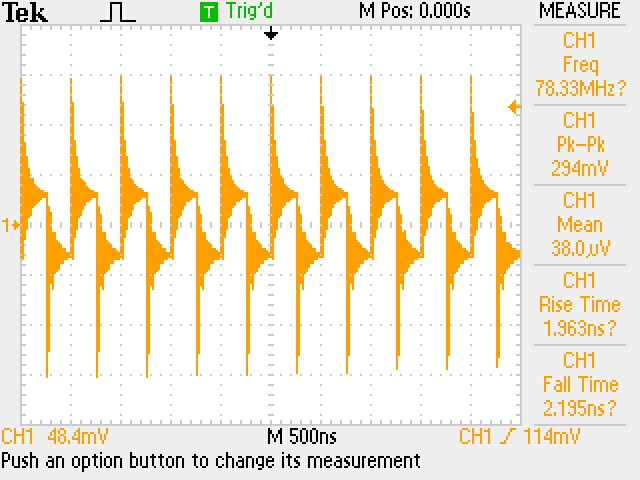 Tek T Trig'd M Pos: 0.000s MEASURE
CH1
Freq
78.33MHz?
CH1
Pk-Pk
294mV
CH1
Mean
38.0µV
CH1
Rise Time
1.963ns?
CH1
Fall Time
2.195ns?
1
CH1 48.4mV M 500ns CH1 114mV
Push an option button to change its measurement